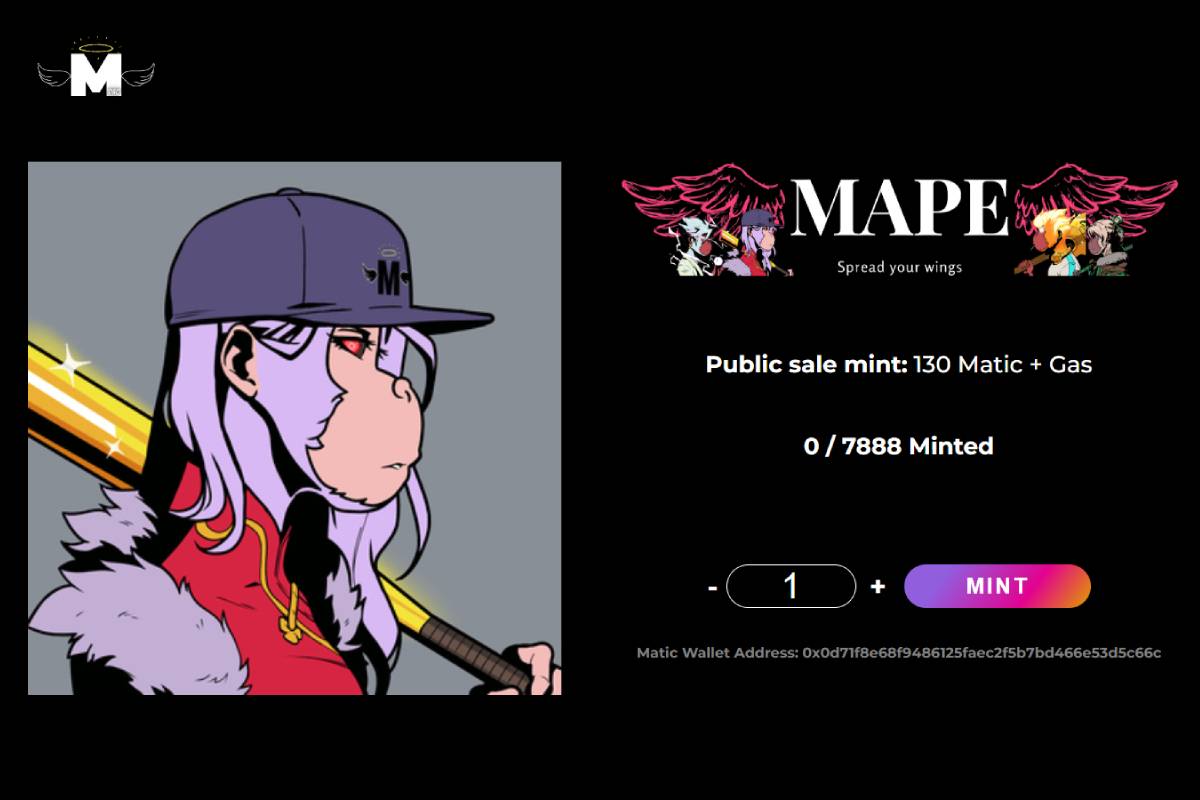 M
MAPE
Spread your wings
M
Public sale mint: 130 Matic + Gas
0 / 7888 Minted
- 1 + MINT
Matic Wallet Address: 0x0d71f8e68f9486125faec2f5b7bd466e53d5c66c